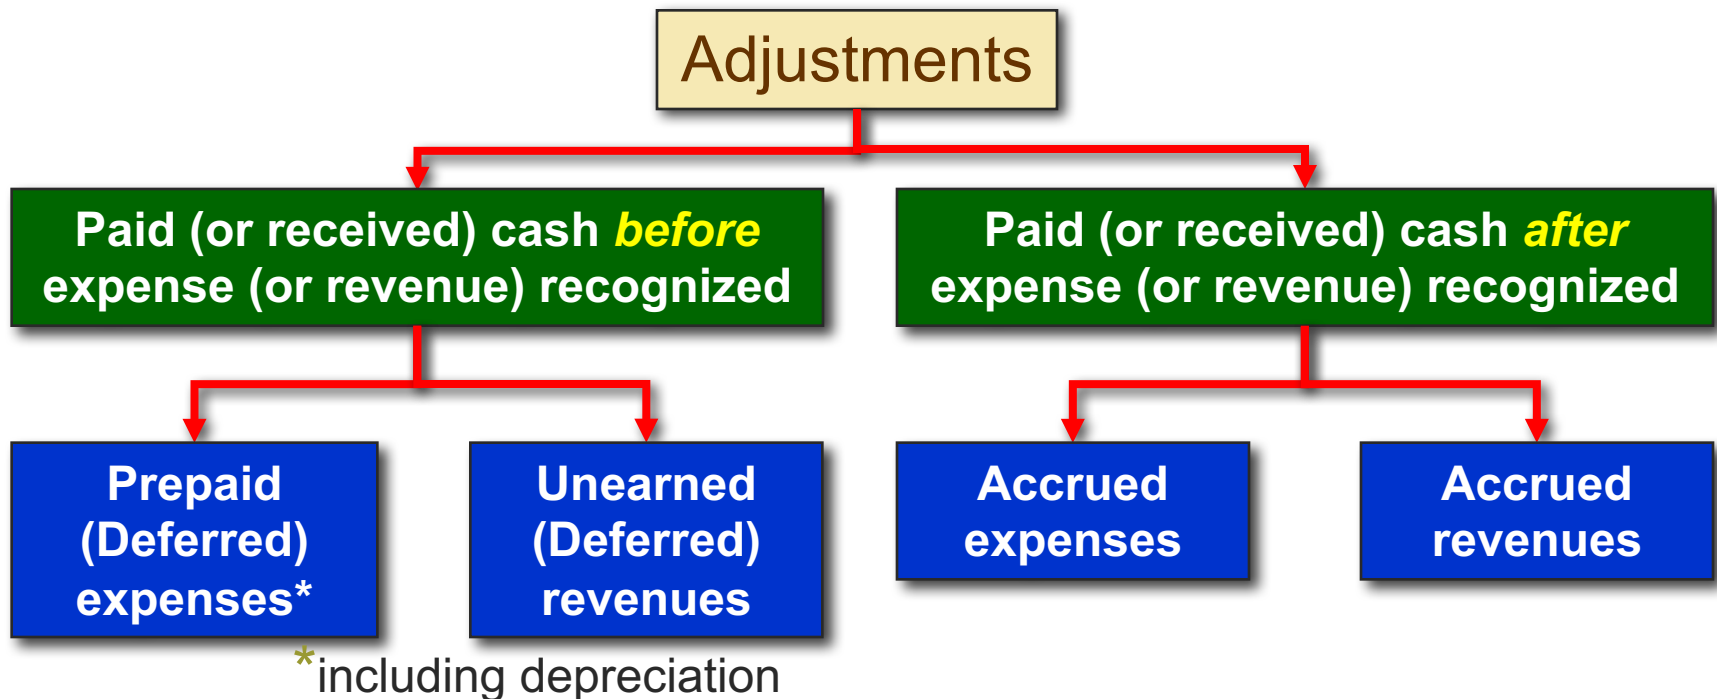 Adjustments
Paid (or received) cash before
expense (or revenue) recognized
Paid (or received) cash after
expense (or revenue) recognized
Prepaid
(Deferred)
expenses*
Unearned
(Deferred)
revenues
Accrued
expenses
Accrued
revenues
*including depreciation